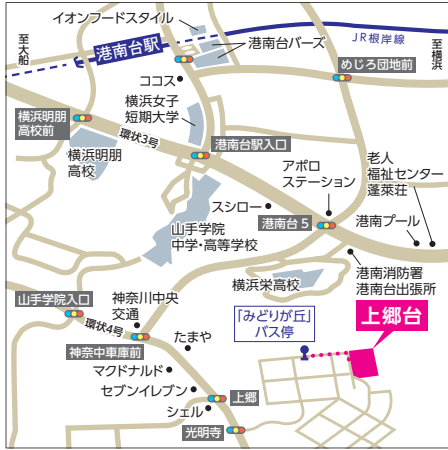 イオンフードスタイル
至大船
港南台駅
港南台バーズ
JR根岸線
至横浜
ココス
めじろ団地前
横浜女子
短期大学
横浜明朋
高校前
環状3号
横浜明朋
高校
港南台駅入口
アポロ
ステーション
老人
福祉センター
蓬莱荘
スシロー
港南台5
港南プール
山手学院
中学・高等学校
横浜栄高校
港南消防署
港南台出張所
山手学院入口
神奈川中央
交通
環状4号
「みどりが丘」
バス停
上郷台
神奈中車庫前
たまや
マクドナルド
セブンイレブン
上郷
シェル
光明寺